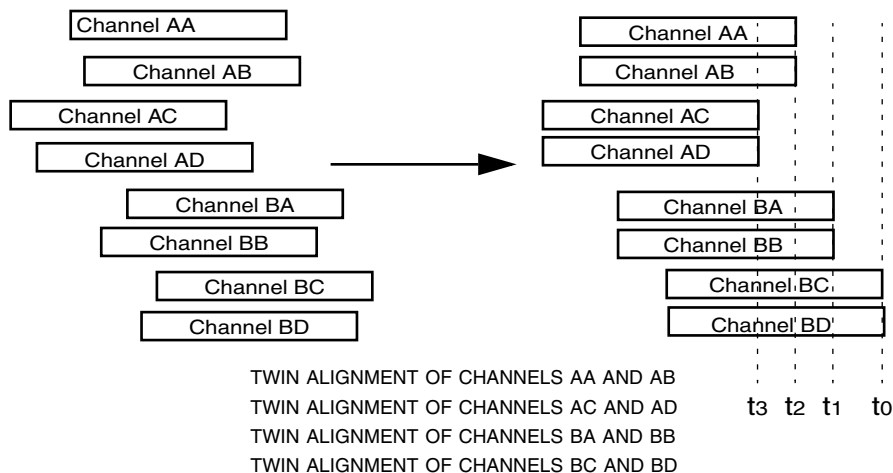 Channel AA
Channel AB
Channel AC
Channel AD
Channel BA
Channel BB
Channel BC
Channel BD
Channel AA
Channel AB
Channel AC
Channel AD
Channel BA
Channel BB
Channel BC
Channel BD
t3 t2 t1 t0
TWIN ALIGNMENT OF CHANNELS AA AND AB
TWIN ALIGNMENT OF CHANNELS AC AND AD
TWIN ALIGNMENT OF CHANNELS BA AND BB
TWIN ALIGNMENT OF CHANNELS BC AND BD